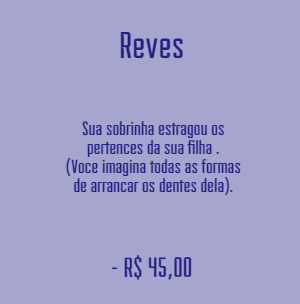 Reves
Sua sobrinha estragou os
pertences da sua filha .
(Voce imagina todas as formas
de arrancar os dentes dela).
- R$ 45,00